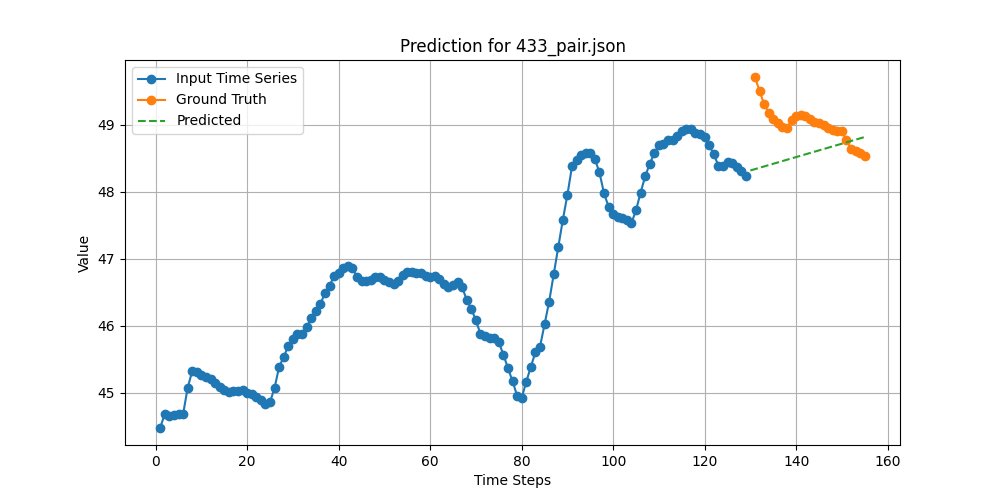 Prediction for 433_pair.json
Input Time Series
Ground Truth
Predicted
49
48
47
46
45
Value
0 20 40 60 80 100 120 140 160
Time Steps